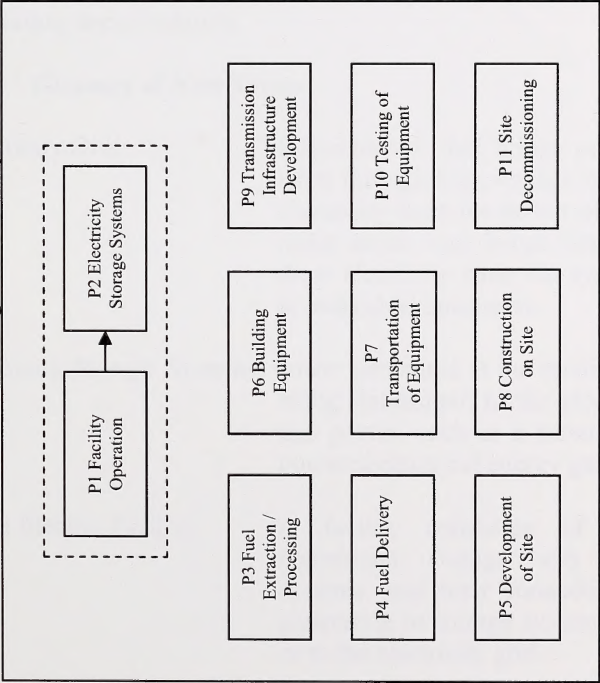 P1 Facility
Operation
P2 Electricity
Storage Systems
P3 Fuel
Extraction /
Processing
P4 Fuel Delivery
P5 Development
of Site
P6 Building
Equipment
P7
Transportation
of Equipment
P8 Construction
on Site
P9 Transmission
Infrastructure
Development
P10 Testing of
Equipment
P11 Site
Decommissioning